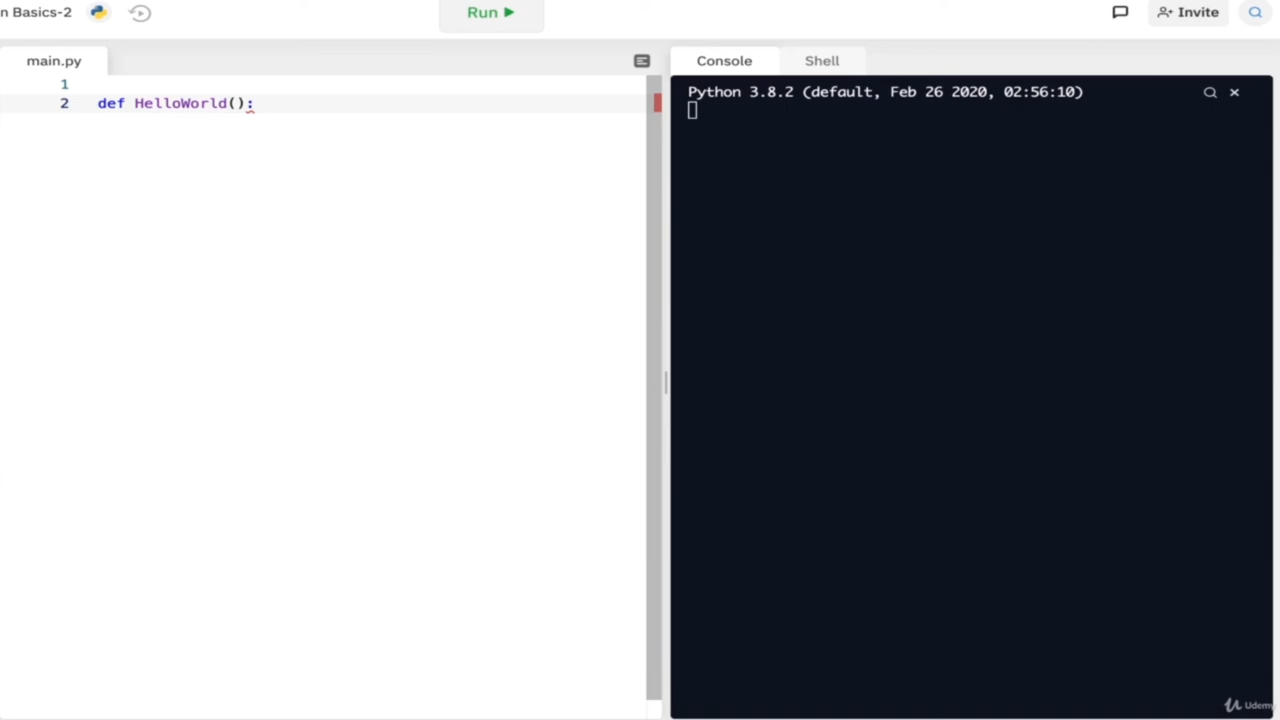 n Basics-2
Run
Invite
main.py
Console
Shell
1
2 def HelloWorld():
Python 3.8.2 (default, Feb 26 2020, 02:56:10)
Udemy